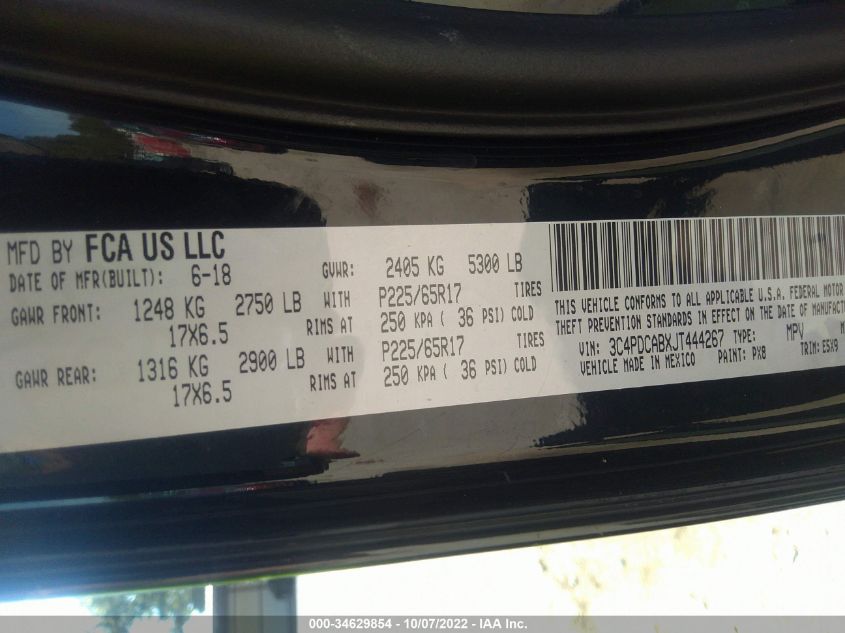 MFD BY FCA US LLC
DATE OF MFR(BUILT): 6-18 GVWR: 2405 KG 5300 LB
GAWR FRONT: 1248 KG 2750 LB WITH P225/65R17 TIRES
17X6.5 RIMS AT 250 KPA ( 36 PSI) COLD
GAWR REAR: 1316 KG 2900 LB WITH P225/65R17 TIRES
17X6.5 RIMS AT 250 KPA ( 36 PSI) COLD
THIS VEHICLE CONFORMS TO ALL APPLICABLE U.S.A. FEDERAL MOTOR
THEFT PREVENTION STANDARDS IN EFFECT ON THE DATE OF MANUFACTU
VIN: 3C4PDCABXJT444267 TYPE: MPV
VEHICLE MADE IN MEXICO PAINT: PX8 TRIM: E5X9
000-34629854 - 10/07/2022 - IAA Inc.